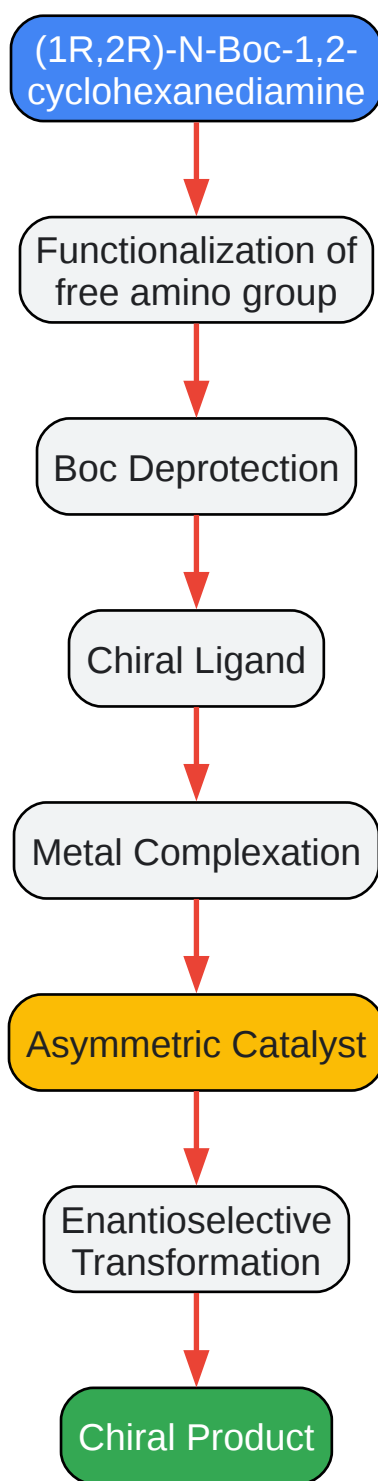 (1R,2R)-N-Boc-1,2-
cyclohexanediamine
Functionalization of
free amino group
Boc Deprotection
Chiral Ligand
Metal Complexation
Asymmetric Catalyst
Enantioselective
Transformation
Chiral Product